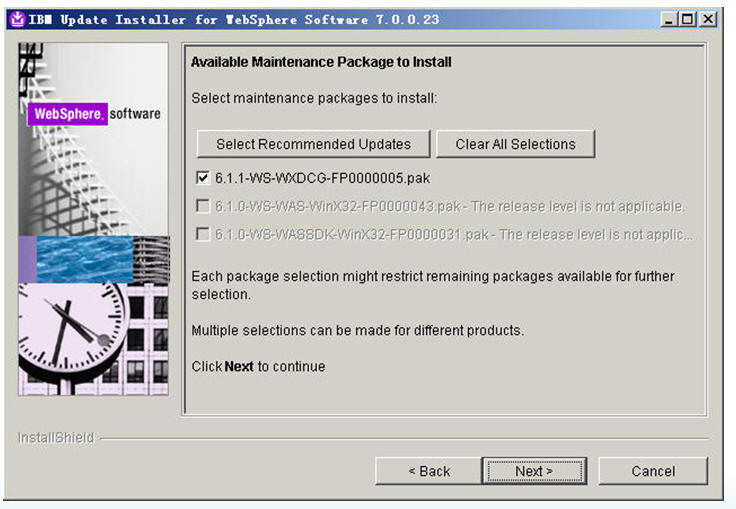 IBM Update Installer for WebSphere Software 7.0.0.23
WebSphere. software
Available Maintenance Package to Install
Select maintenance packages to install:
Select Recommended Updates Clear All Selections
6.1.1-WS-WXDCG-FP0000005.pak
6.1.0-WS-WAS-WinX32-FP0000043.pak - The release level is not applicable.
6.1.0-WS-WASSDK-WinX32-FP0000031.pak - The release level is not applic...
Each package selection might restrict remaining packages available for further
selection.
Multiple selections can be made for different products.
Click Next to continue
InstallShield
< Back Next > Cancel